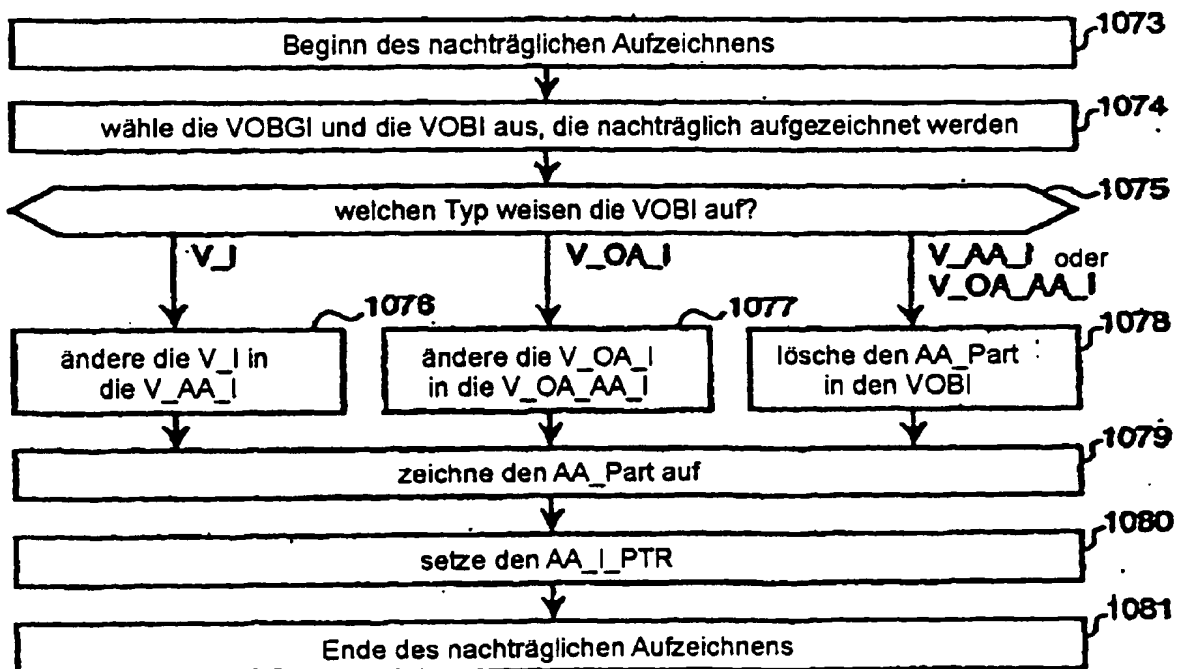 Beginn des nachträglichen Aufzeichnens
1073
wähle die VOBGI und die VOBI aus, die nachträglich aufgezeichnet werden
1074
welchen Typ weisen die VOBI auf?
1075
V_I
V_OA_I
V_AA_I oder
V_OA_AA_I
1076
ändere die V_I in
die V_AA_I
1077
ändere die V_OA_I
in die V_OA_AA_I
1078
lösche den AA_Part
in den VOBI
1079
zeichne den AA_Part auf
1080
setze den AA_I_PTR
1081
Ende des nachträglichen Aufzeichnens